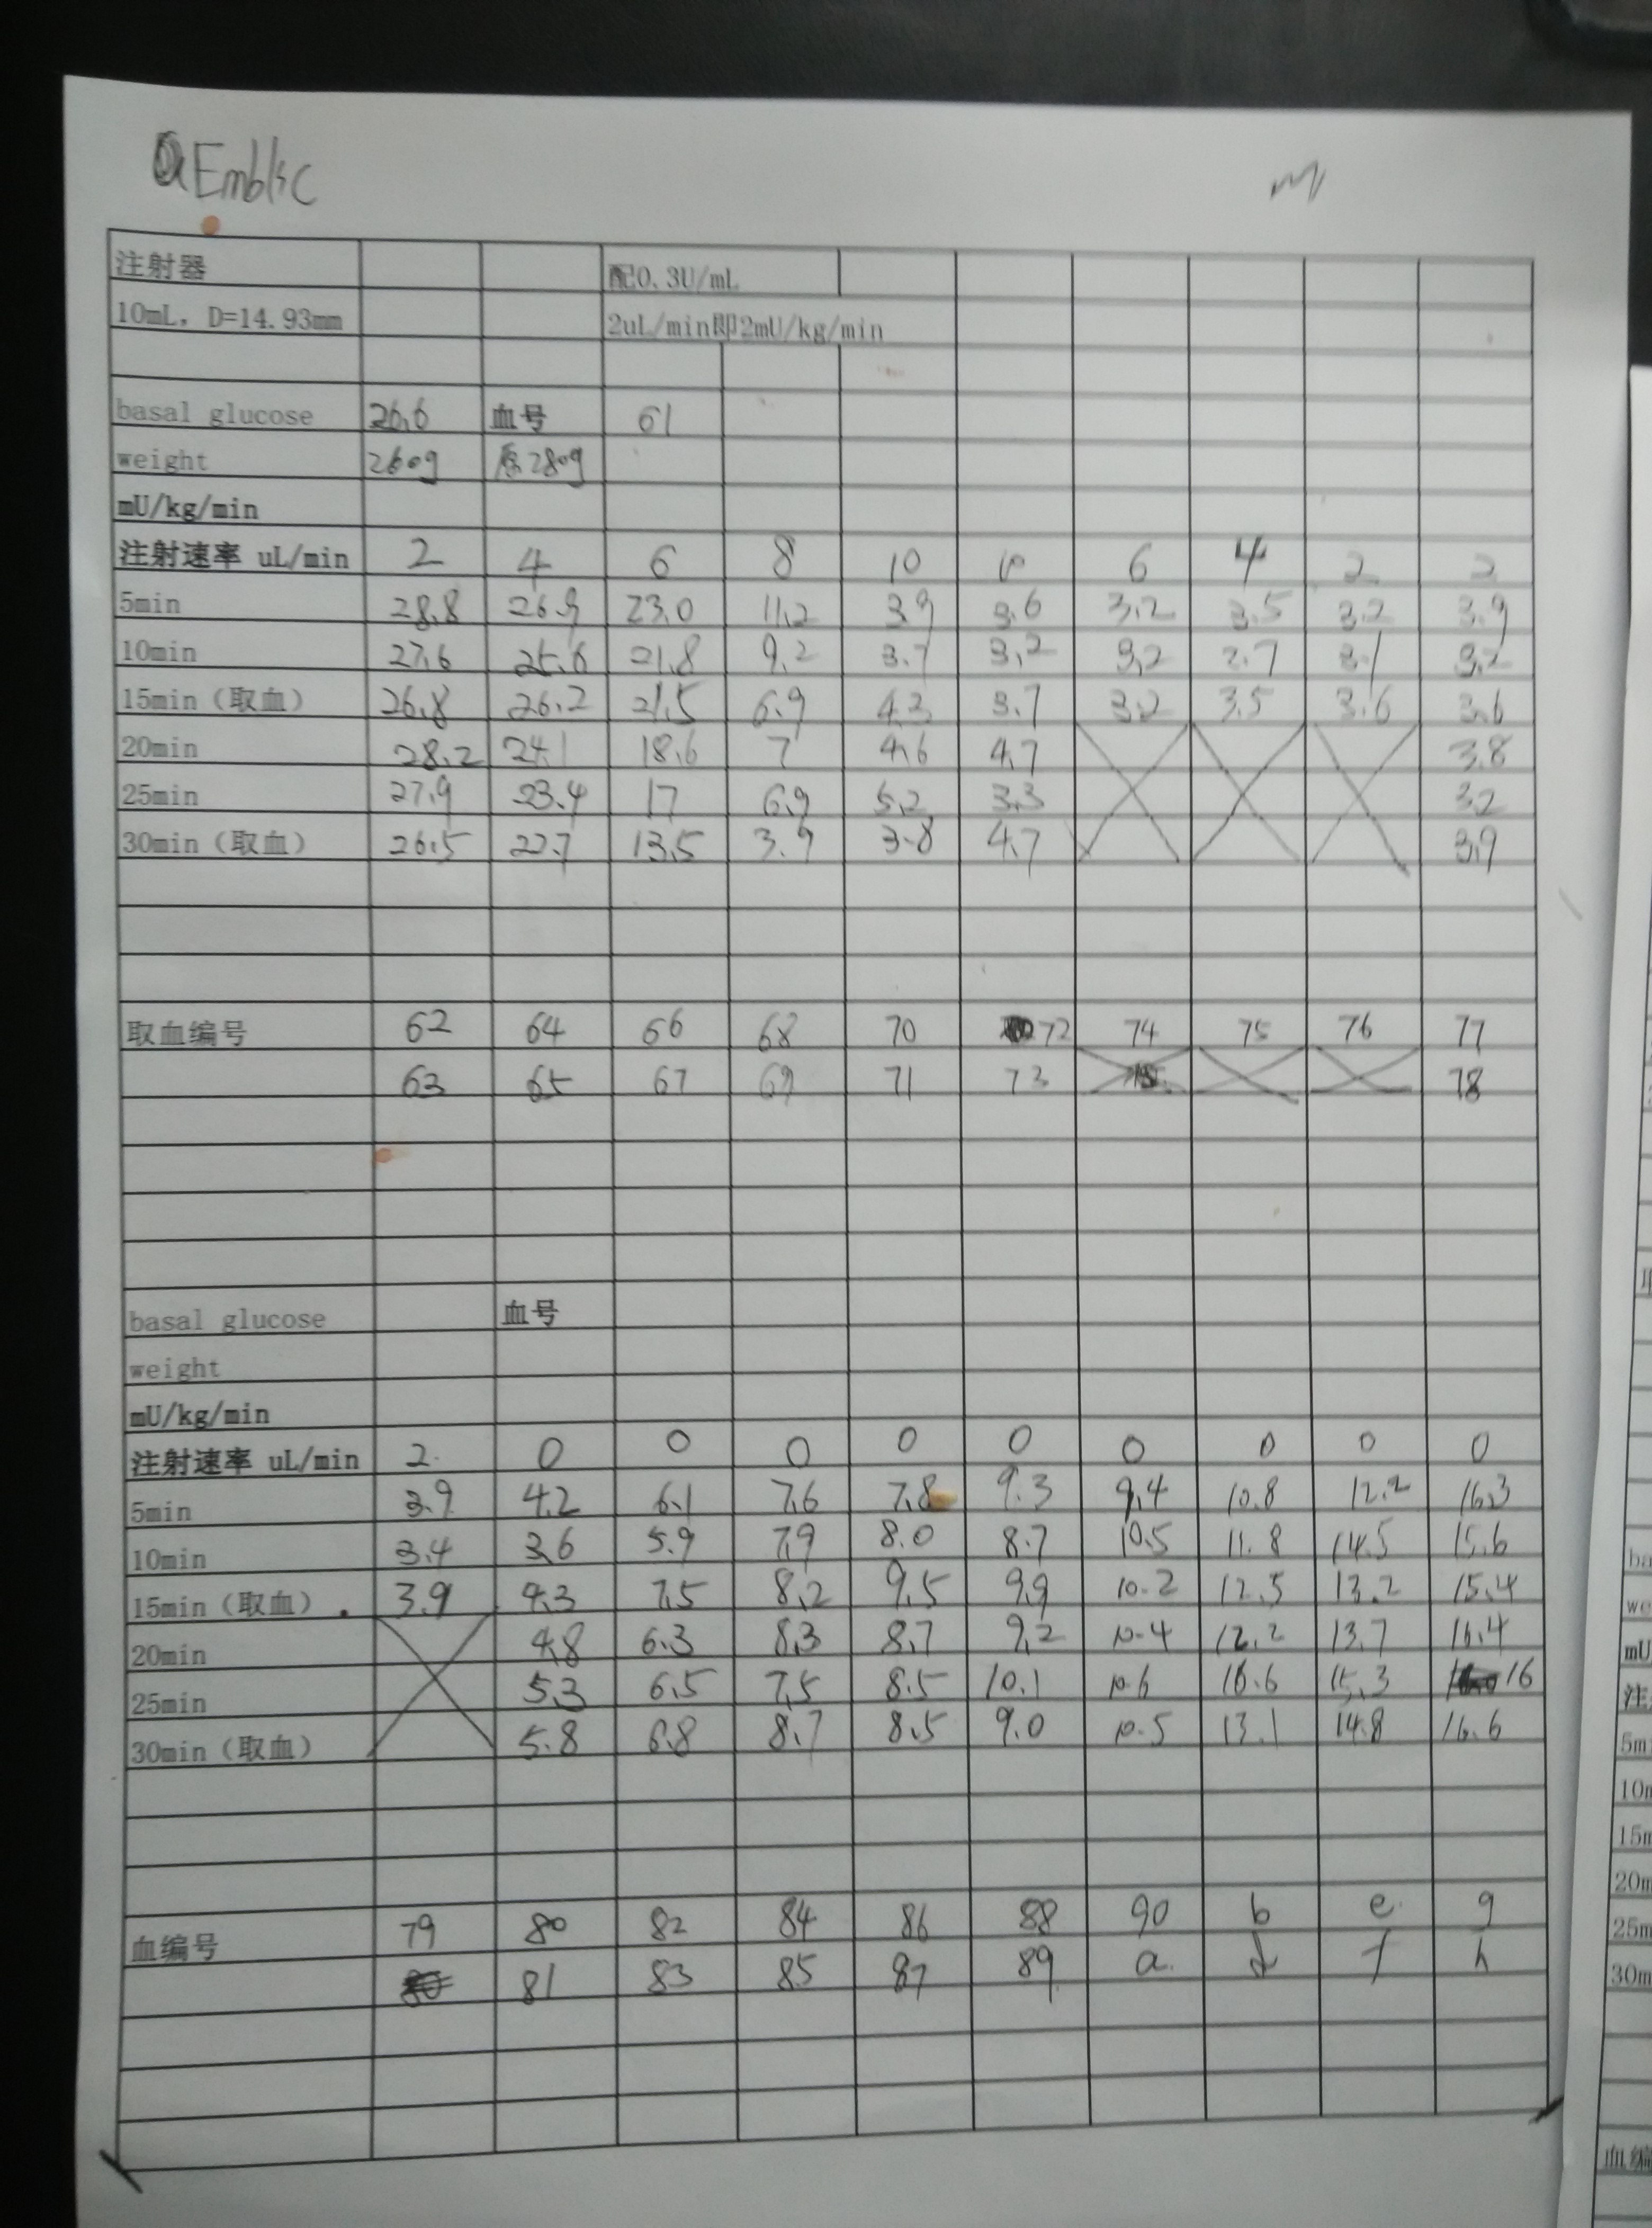 Emblic
M
注射器 配0.3U/mL
10mL, D=14.93mm 2uL/min即2mU/kg/min
basal glucose 26.6 血号 61
weight 260g 原280g
mU/kg/min
注射速率 uL/min 2 4 6 8 10 10 6 4 2 2
5min 28.8 26.9 23.0 11.2 3.9 3.6 3.2 3.5 3.2 3.9
10min 27.6 25.6 21.8 9.2 3.7 3.2 3.2 2.7 3.1 3.2
15min（取血） 26.8 26.2 21.5 6.9 4.3 3.7 3.2 3.5 3.6 3.6
20min 28.2 24.1 18.6 7 4.6 4.7 3.8
25min 27.9 23.4 17 6.9 5.2 3.3 3.2
30min（取血） 26.5 22.7 13.5 3.9 3.8 4.7 3.9
取血编号 62 64 66 68 70 72 74 75 76 77
63 65 67 69 71 73 78
basal glucose 血号
weight
mU/kg/min
注射速率 uL/min 2 0 0 0 0 0 0 0 0 0
5min 3.9 4.2 6.1 7.6 7.8 9.3 9.4 10.8 12.2 16.3
10min 3.4 3.6 5.9 7.9 8.0 8.7 10.5 11.8 14.5 15.6
15min（取血） 3.9 4.3 7.5 8.2 9.5 9.9 10.2 12.5 13.2 15.4
20min 4.8 6.3 8.3 8.7 9.2 10.4 12.2 13.7 16.4
25min 5.3 6.5 7.5 8.5 10.1 10.6 10.6 15.3 16
30min（取血） 5.8 6.8 8.7 8.5 9.0 10.5 13.1 14.8 16.6
血编号 79 80 82 84 86 88 90 b e g
81 83 85 87 89 a d f h